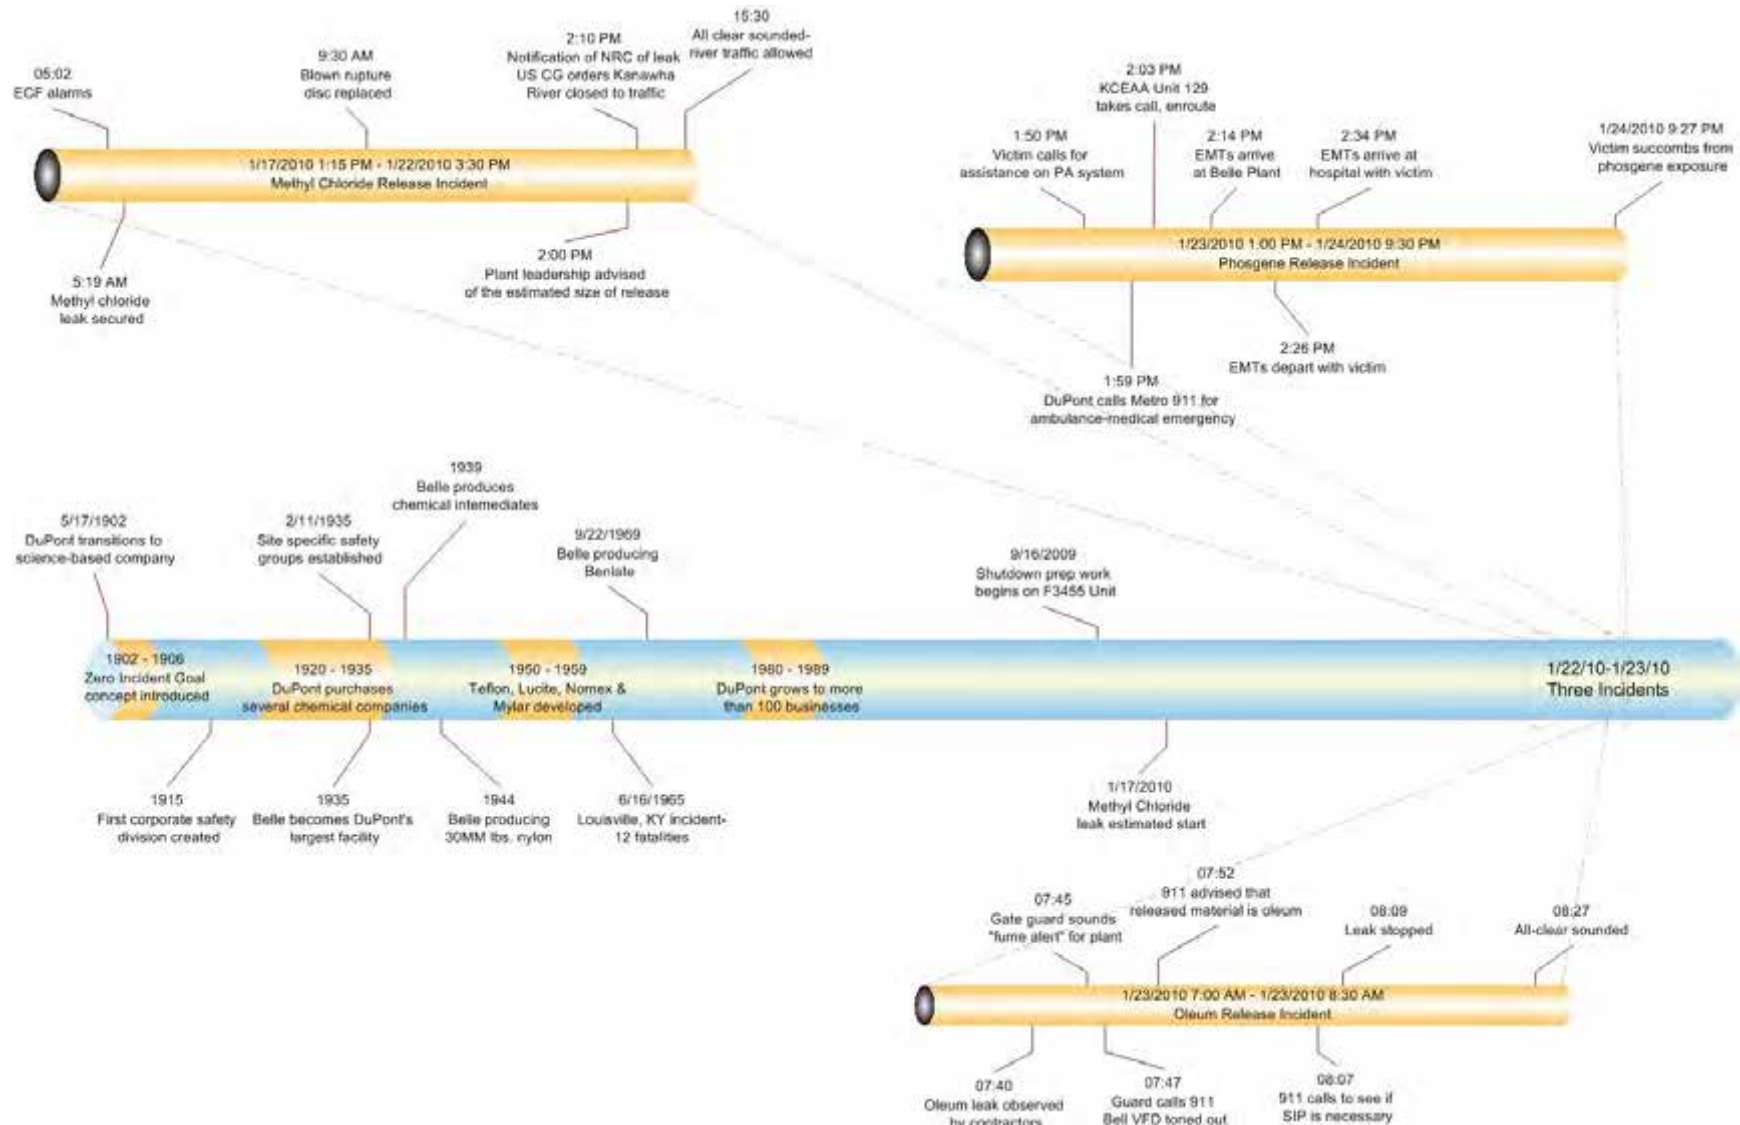 05:02
ECF alarms
9:30 AM
Blown rupture
disc replaced
2:10 PM
Notification of NRC of leak
US CG orders Kanawha
River closed to traffic
15:30
All clear sounded-
river traffic allowed
1/17/2010 1:15 PM - 1/22/2010 3:30 PM
Methyl Chloride Release Incident
5:19 AM
Methyl chloride
leak secured
2:00 PM
Plant leadership advised
of the estimated size of release
1:50 PM
Victim calls for
assistance on PA system
2:03 PM
KCEAA Unit 129
takes call, enroute
2:14 PM
EMTs arrive
at Belle Plant
2:34 PM
EMTs arrive at
hospital with victim
1/24/2010 9:27 PM
Victim succombs from
phosgene exposure
1/23/2010 1:00 PM - 1/24/2010 9:30 PM
Phosgene Release Incident
1:59 PM
DuPont calls Metro 911 for
ambulance-medical emergency
2:26 PM
EMTs depart with victim
5/17/1902
DuPont transitions to
science-based company
2/11/1935
Site specific safety
groups established
1939
Belle produces
chemical intemediates
9/22/1969
Belle producing
Benlate
9/16/2009
Shutdown prep work
begins on F3455 Unit
1902 - 1906
Zero Incident Goal
concept introduced
1920 - 1935
DuPont purchases
several chemical companies
1950 - 1959
Teflon, Lucite, Nomex &
Mylar developed
1980 - 1989
DuPont grows to more
than 100 businesses
1/22/10-1/23/10
Three Incidents
1915
First corporate safety
division created
1935
Belle becomes DuPont's
largest facility
1944
Belle producing
30MM lbs. nylon
6/16/1965
Louisville, KY incident-
12 fatalities
1/17/2010
Methyl Chloride
leak estimated start
07:45
Gate guard sounds
"fume alert" for plant
07:52
911 advised that
released material is oleum
08:09
Leak stopped
08:27
All-clear sounded
1/23/2010 7:00 AM - 1/23/2010 8:30 AM
Oleum Release Incident
07:40
Oleum leak observed
by contractors
07:47
Guard calls 911
Bell VFD toned out
08:07
911 calls to see if
SIP is necessary